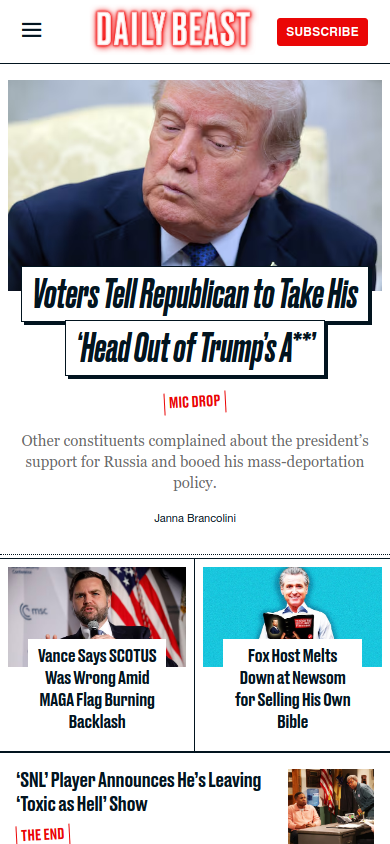 DAILY BEAST
SUBSCRIBE
Voters Tell Republican to Take His
‘Head Out of Trump’s A**’
MIC DROP
Other constituents complained about the president’s
support for Russia and booed his mass-deportation
policy.
Janna Brancolini
msc
Vance Says SCOTUS
Was Wrong Amid
MAGA Flag Burning
Backlash
Fox Host Melts
Down at Newsom
for Selling His Own
Bible
‘SNL’ Player Announces He’s Leaving
‘Toxic as Hell’ Show
THE END